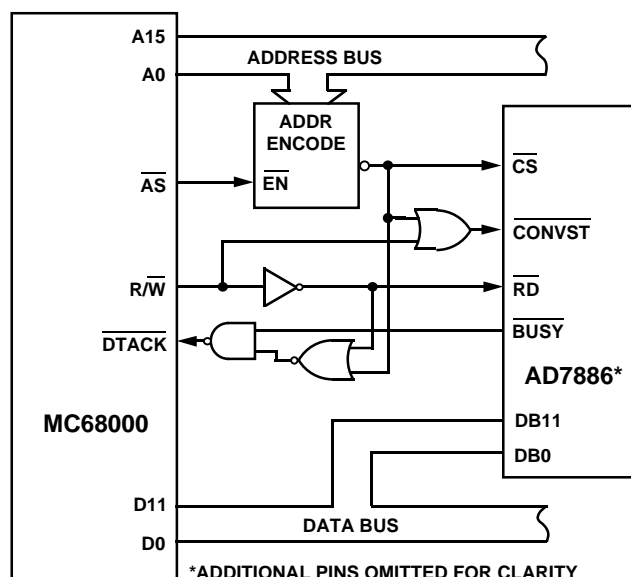 A15
ADDRESS BUS
A0
ADDR
ENCODE
AS
EN
CS
CONVST
R/W
RD
DTACK
BUSY
AD7886*
MC68000
DB11
DB0
D11
DATA BUS
D0
*ADDITIONAL PINS OMITTED FOR CLARITY